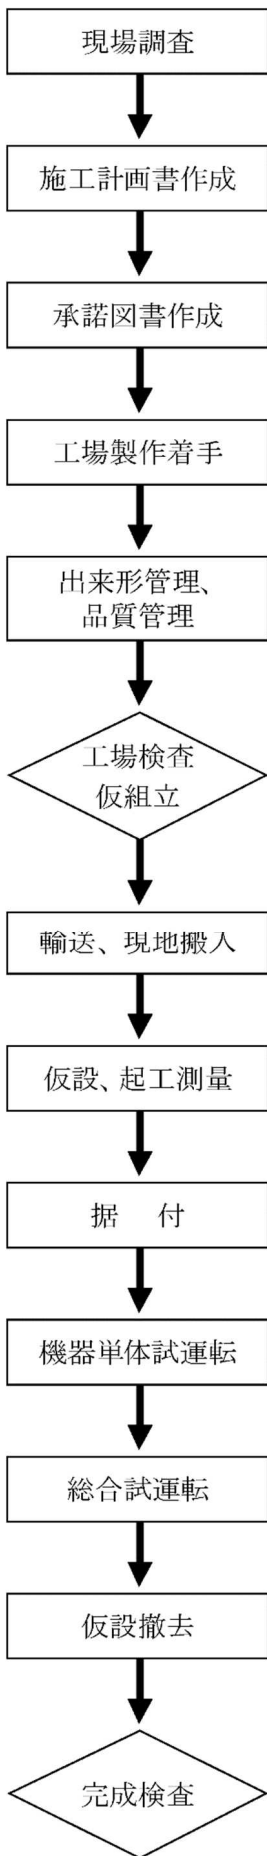 現場調査
施工計画書作成
承諾図書作成
工場製作着手
出来形管理、
品質管理
工場検査
仮組立
輸送、現地搬入
仮設、起工測量
据　付
機器単体試運転
総合試運転
仮設撤去
完成検査